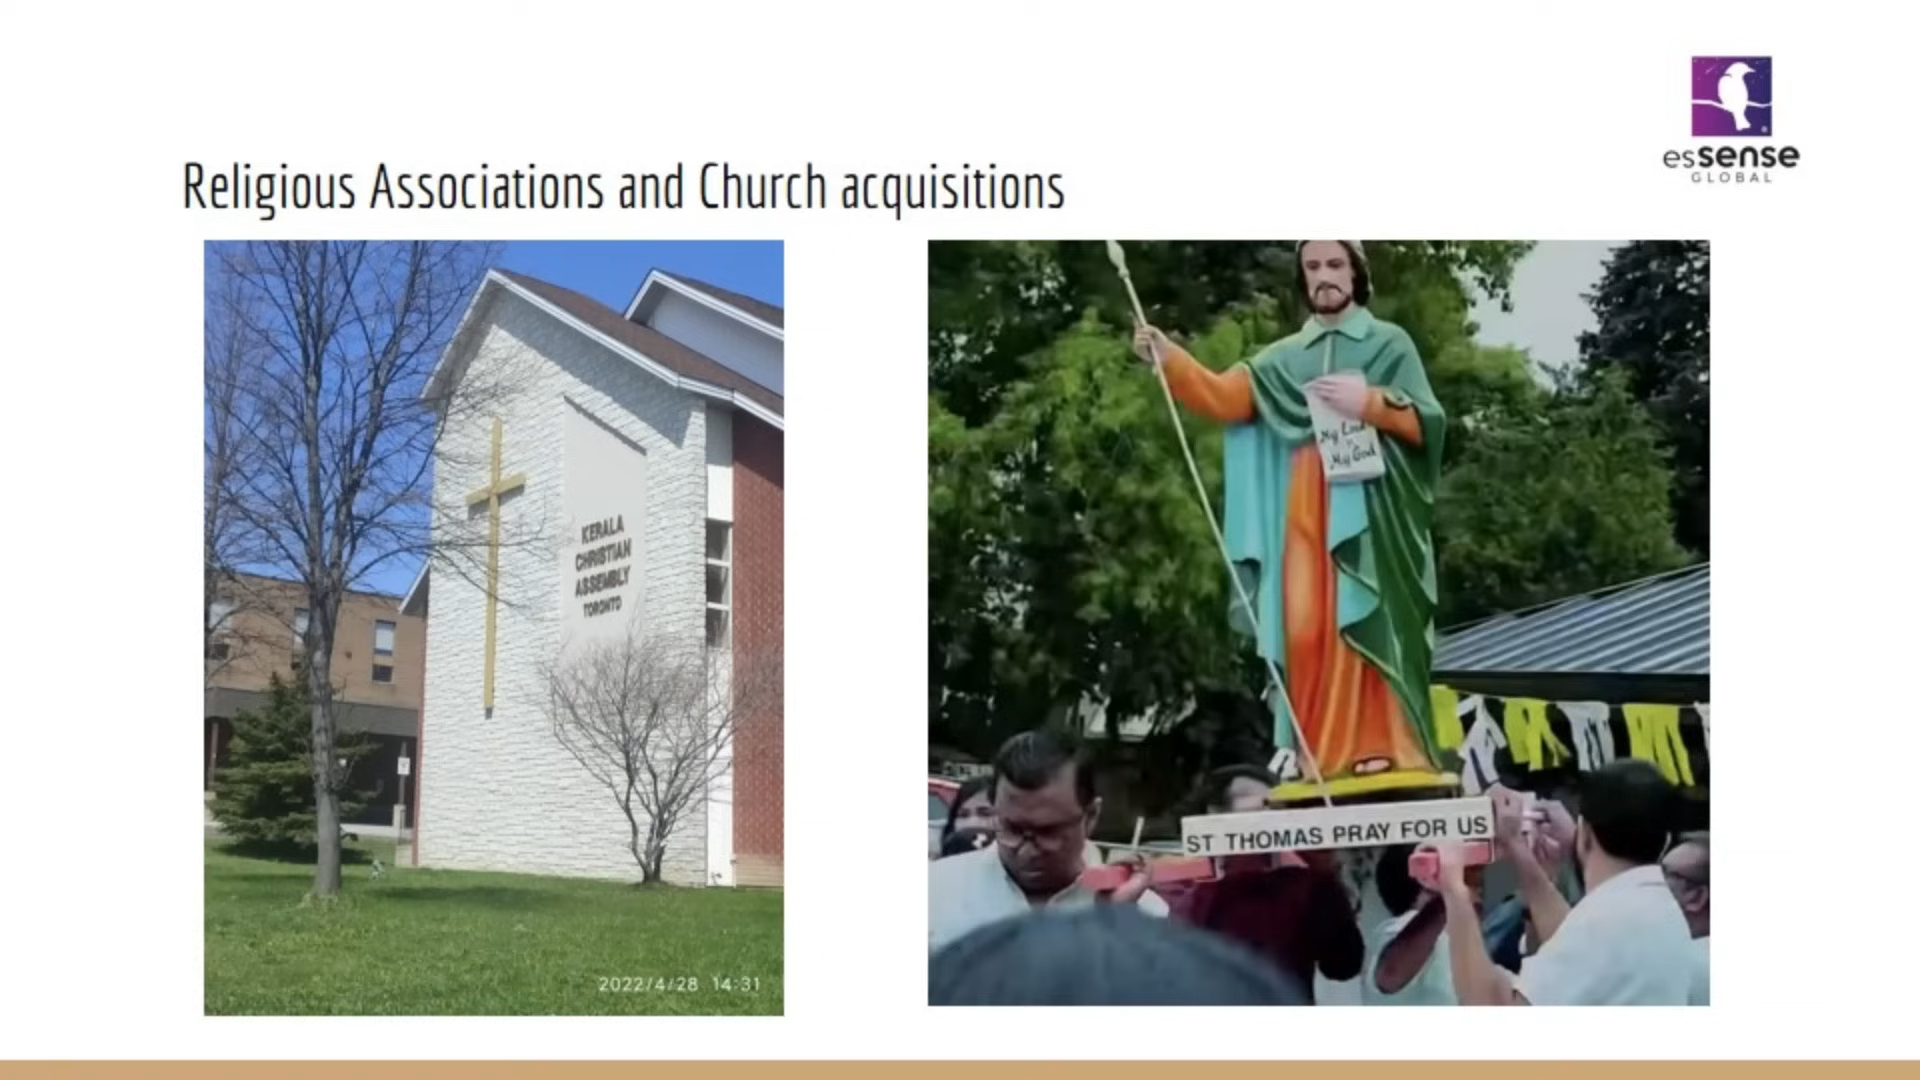 essense
GLOBAL
Religious Associations and Church acquisitions
KERALA
CHRISTIAN
ASSEMBLY
TORONTO
2022/4/28 14:31
My Lord
My God
ST THOMAS PRAY FOR US